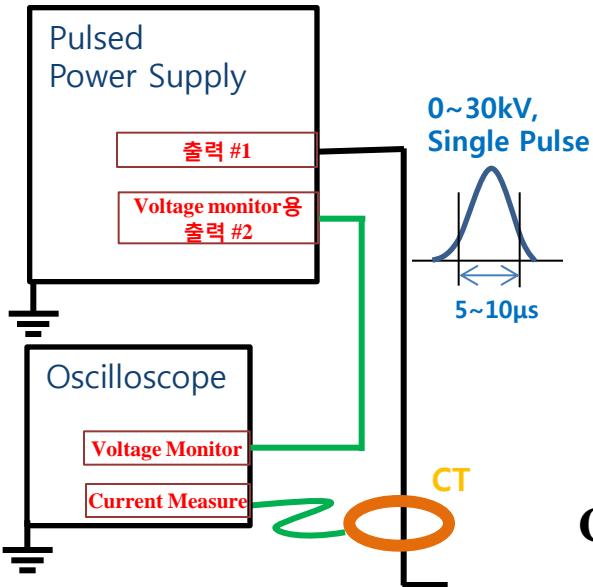 Pulsed
Power Supply
출력 #1
Voltage monitor용
출력 #2
0~30kV,
Single Pulse
5~10μs
Oscilloscope
Voltage Monitor
Current Measure
CT